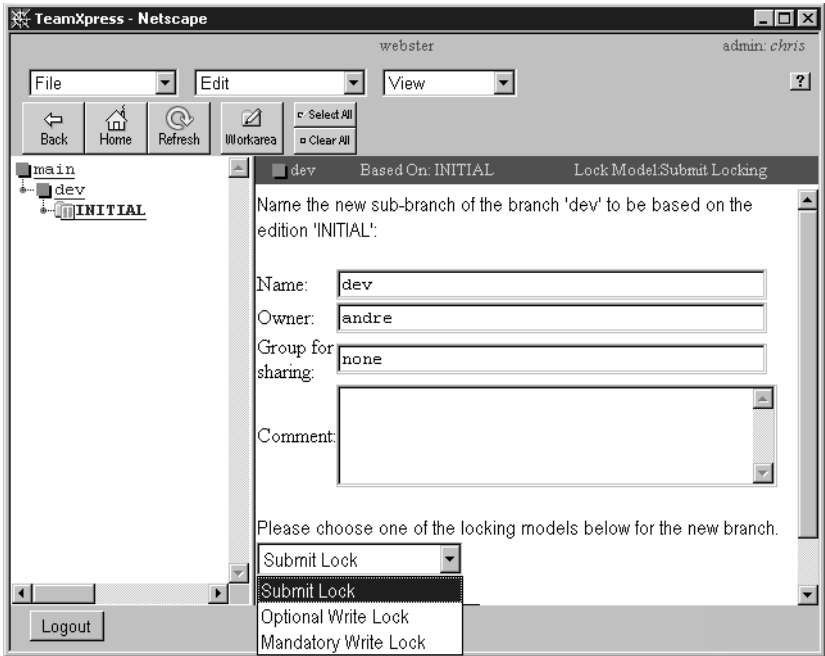 TeamXpress - Netscape
webster
admin: chris
File Edit View ?
Back Home Refresh Workarea Select All
Clear All
main
dev
INITIAL
dev Based On: INITIAL Lock Model:Submit Locking
Name the new sub-branch of the branch 'dev' to be based on the
edition 'INITIAL':
Name: dev
Owner: andre
Group for
sharing: none
Comment:
Please choose one of the locking models below for the new branch.
Submit Lock
Submit Lock
Optional Write Lock
Mandatory Write Lock
Logout